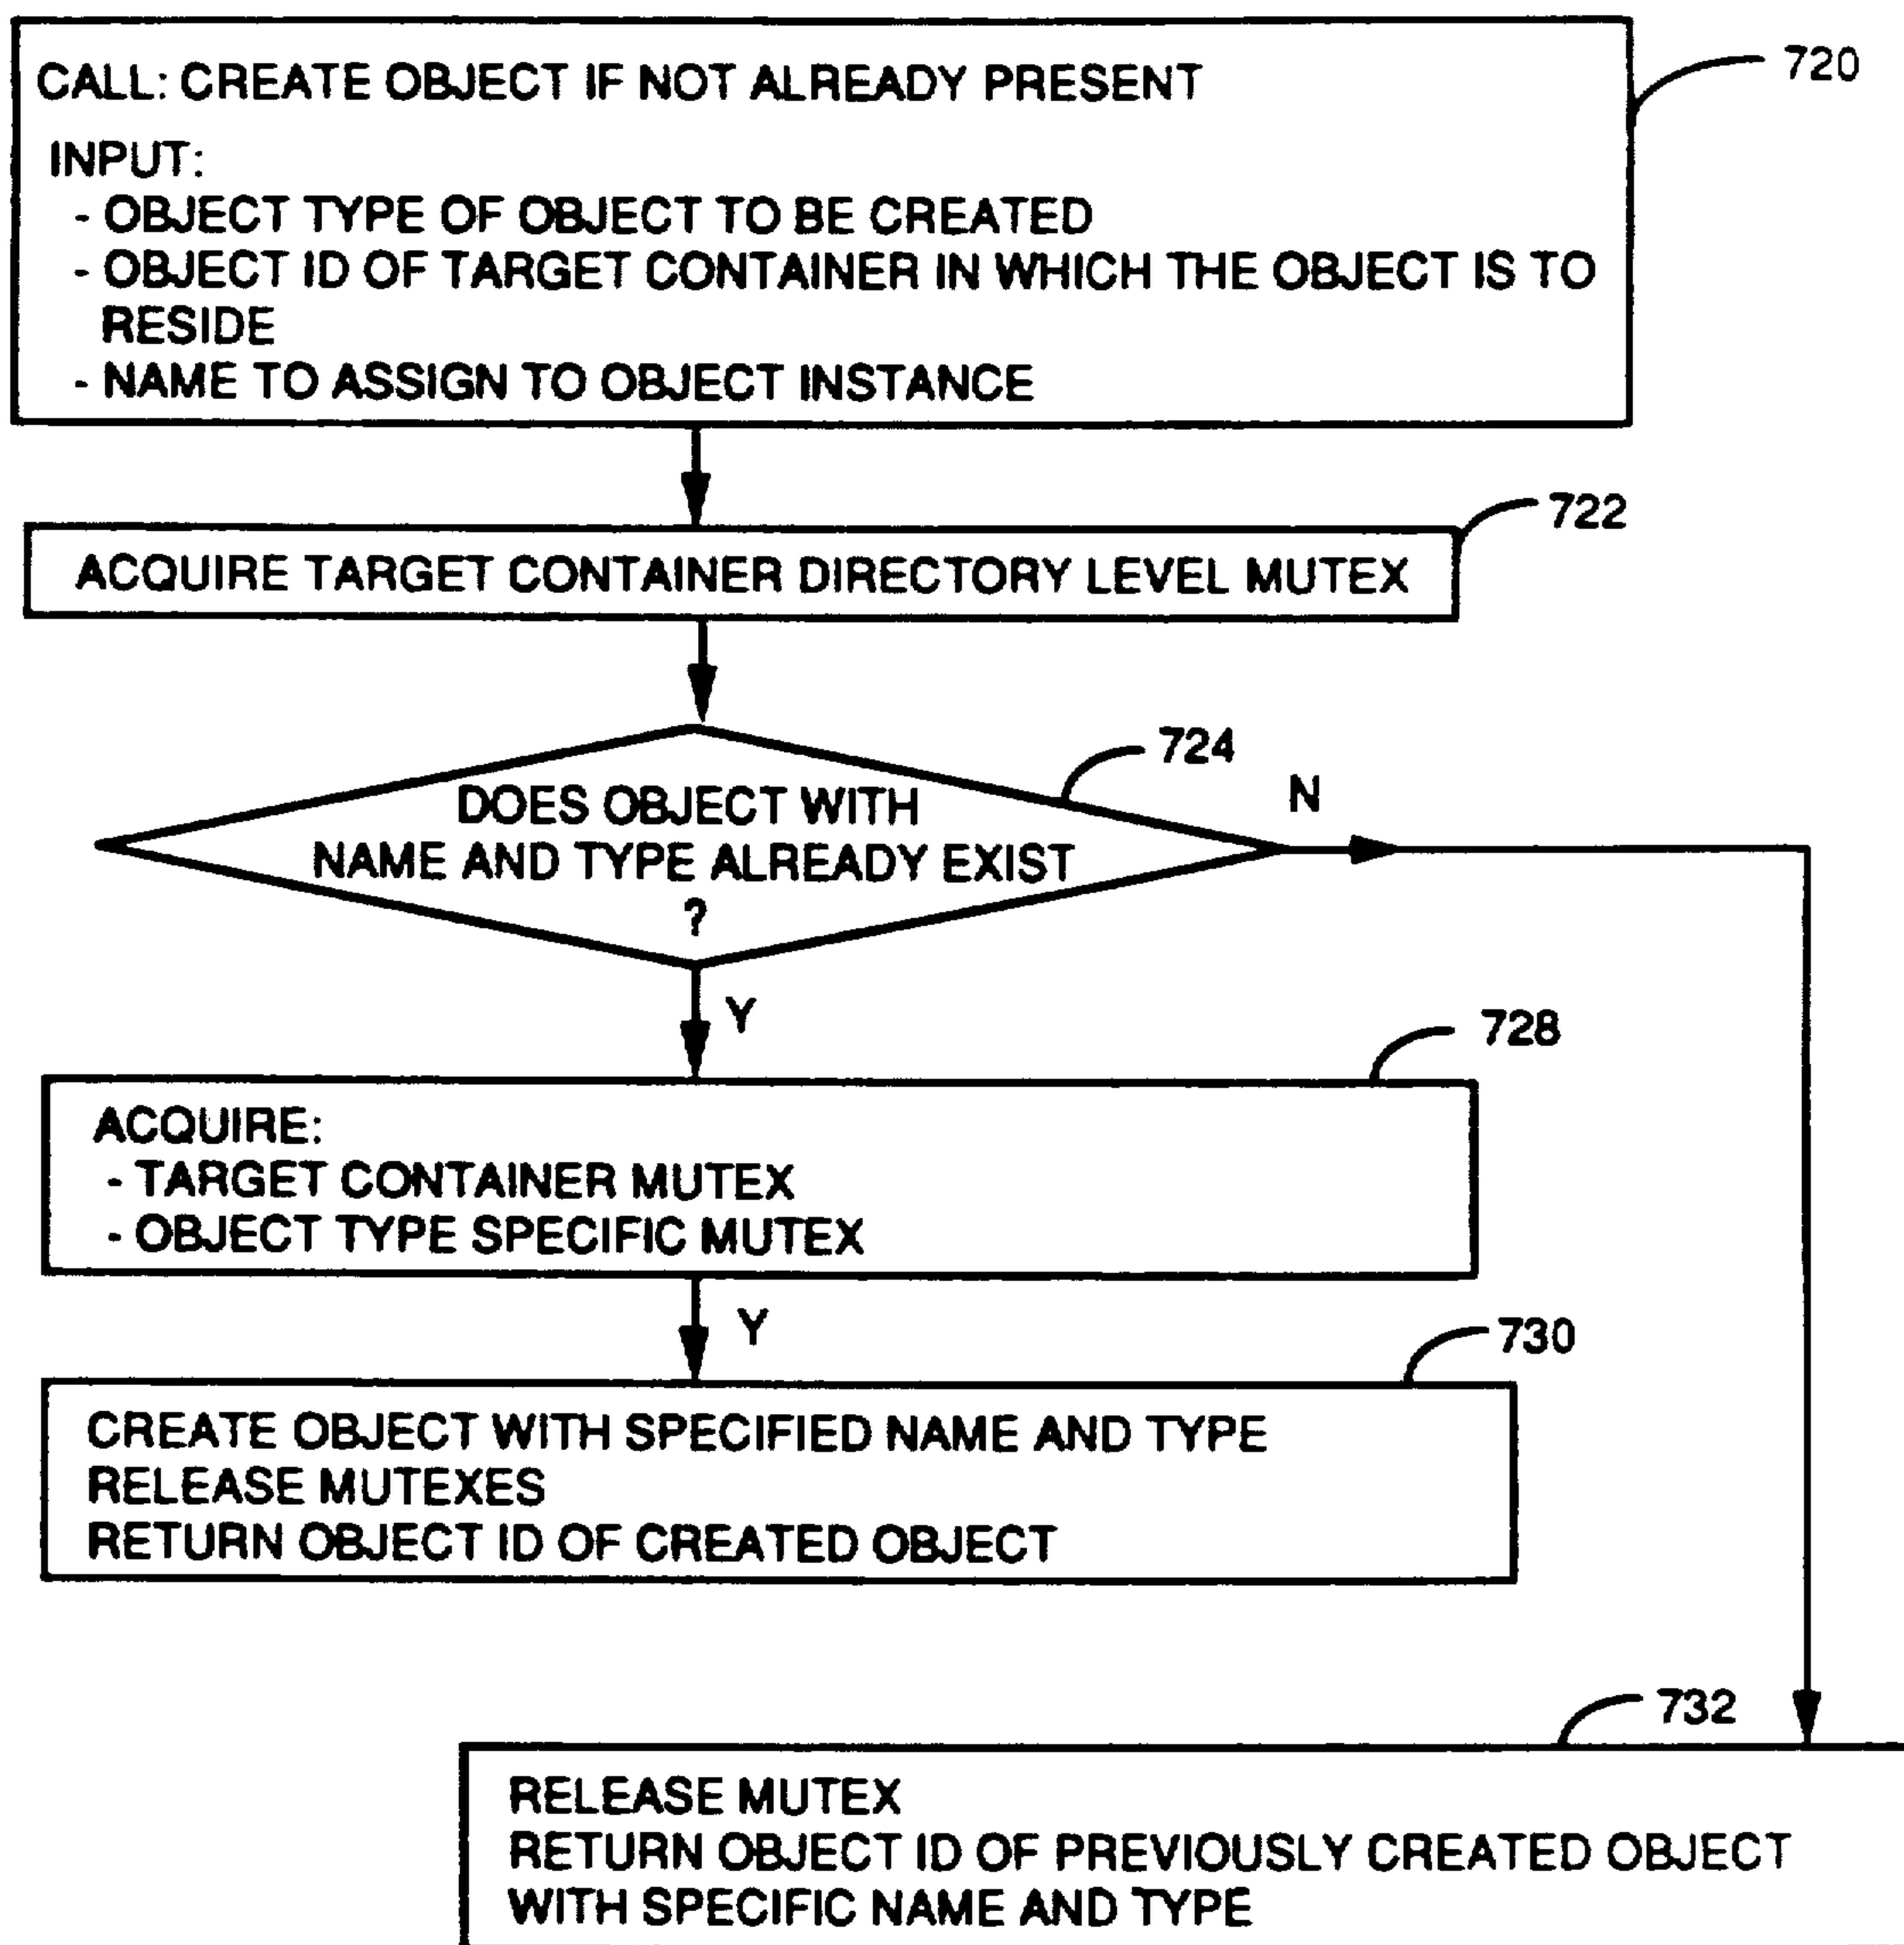 CALL: CREATE OBJECT IF NOT ALREADY PRESENT
INPUT:
- OBJECT TYPE OF OBJECT TO BE CREATED
- OBJECT ID OF TARGET CONTAINER IN WHICH THE OBJECT IS TO
RESIDE
- NAME TO ASSIGN TO OBJECT INSTANCE
720
ACQUIRE TARGET CONTAINER DIRECTORY LEVEL MUTEX
722
DOES OBJECT WITH
NAME AND TYPE ALREADY EXIST
?
724
N
Y
728
ACQUIRE:
- TARGET CONTAINER MUTEX
- OBJECT TYPE SPECIFIC MUTEX
Y
730
CREATE OBJECT WITH SPECIFIED NAME AND TYPE
RELEASE MUTEXES
RETURN OBJECT ID OF CREATED OBJECT
732
RELEASE MUTEX
RETURN OBJECT ID OF PREVIOUSLY CREATED OBJECT
WITH SPECIFIC NAME AND TYPE